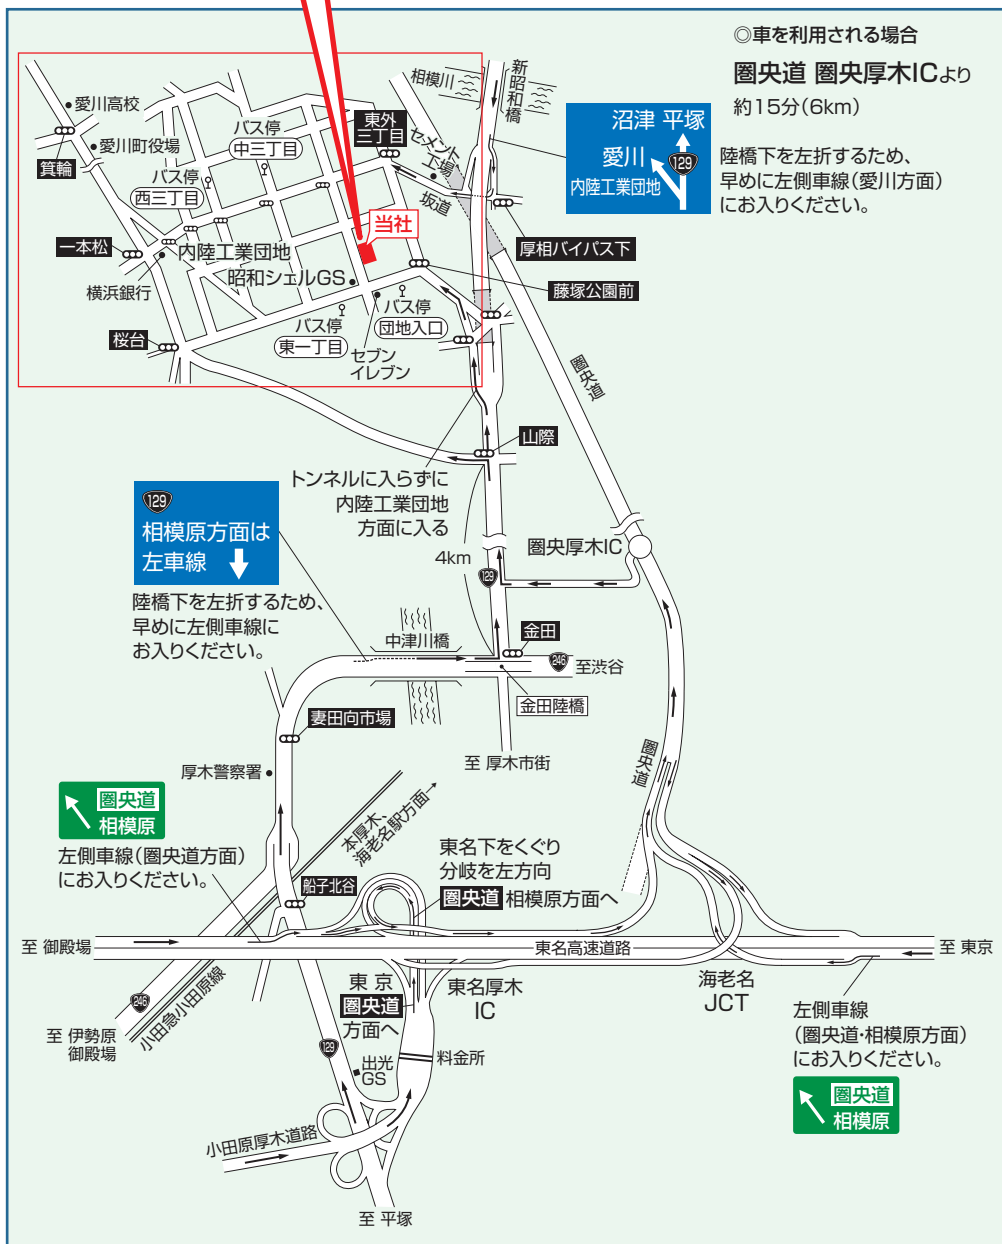 ◎車を利用される場合
圏央道 圏央厚木ICより
約15分(6km)
相模川
新昭和橋
愛川高校
箕輪
愛川町役場
バス停
中三丁目
東外
三丁目
セメント
工場
坂道
バス停
西三丁目
沼津 平塚
愛川
129
内陸工業団地
陸橋下を左折するため、
早めに左側車線(愛川方面)
にお入りください。
当社
厚相バイパス下
一本松
内陸工業団地
横浜銀行
昭和シェルGS
藤塚公園前
バス停
団地入口
バス停
東一丁目
セブン
イレブン
桜台
圏央道
山際
トンネルに入らずに
内陸工業団地
方面に入る
129
相模原方面は
左車線
陸橋下を左折するため、
早めに左側車線に
お入りください。
4km
129
圏央厚木IC
中津川橋
金田
246
至渋谷
金田陸橋
妻田向市場
至 厚木市街
厚木警察署
圏央道
圏央道
相模原
左側車線(圏央道方面)
にお入りください。
本厚木、
海老名駅方面→
東名下をくぐり
分岐を左方向
圏央道 相模原方面へ
船子北谷
至 御殿場
東名高速道路
至 東京
小田急小田原線
246
至 伊勢原
御殿場
東 京
圏央道
方面へ
東名厚木
IC
海老名
JCT
左側車線
(圏央道・相模原方面)
にお入りください。
圏央道
相模原
129
出光
GS
料金所
小田原厚木道路
至 平塚